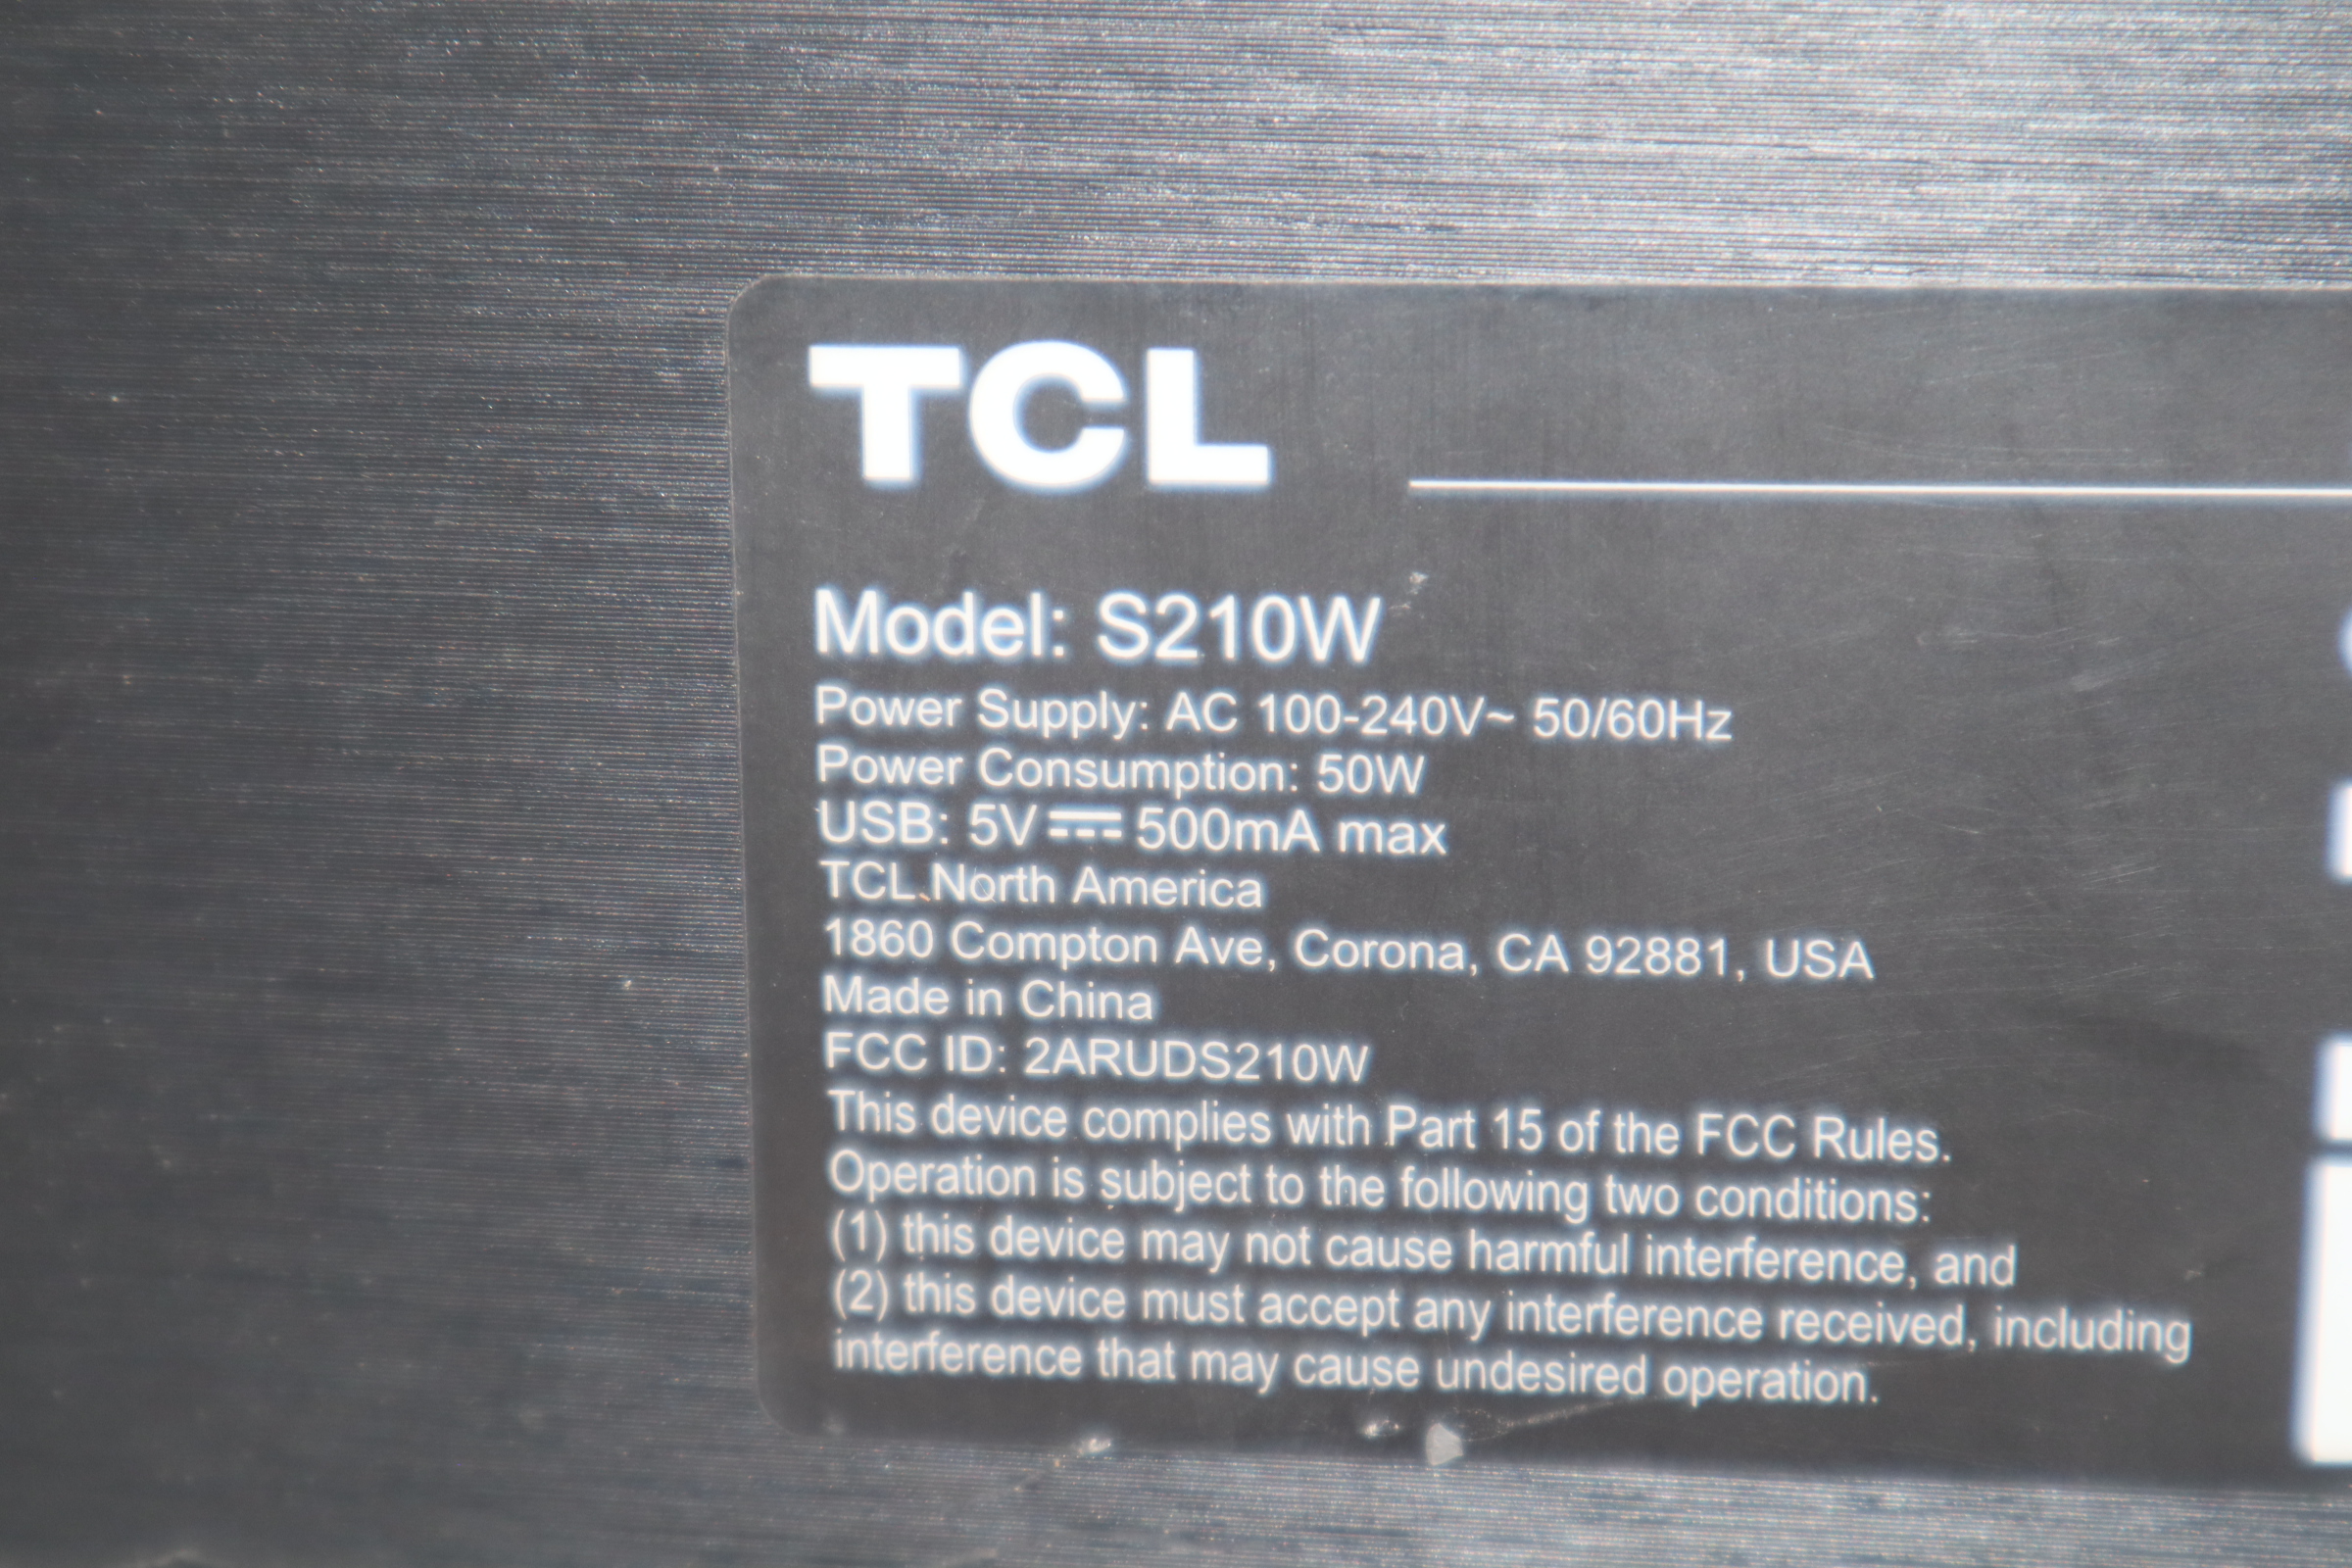 TCL
Model: S210W
Power Supply: AC 100-240V~ 50/60Hz
Power Consumption: 50W
USB: 5V⎓500mA max
TCL North America
1860 Compton Ave, Corona, CA 92881, USA
Made in China
FCC ID: 2ARUDS210W
This device complies with Part 15 of the FCC Rules.
Operation is subject to the following two conditions:
(1) this device may not cause harmful interference, and
(2) this device must accept any interference received, including
interference that may cause undesired operation.